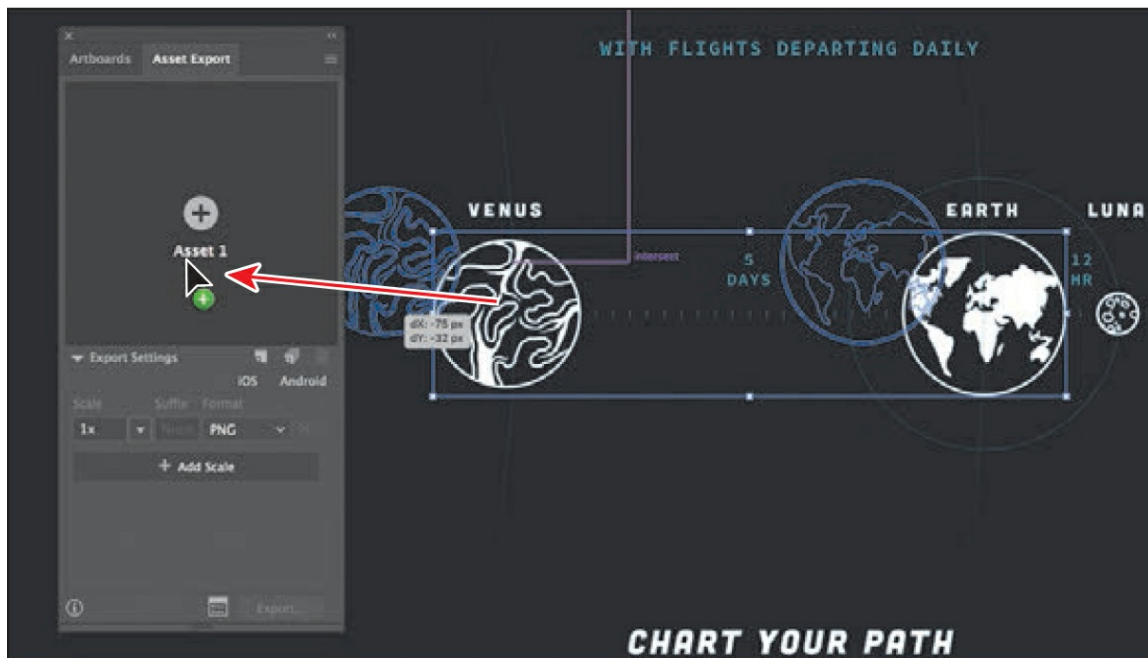 Artboards
Asset Export
Asset 1
Export Settings
iOS
Android
Scale
Suffix
Format
1x
None
PNG
+ Add Scale
Export...
WITH FLIGHTS DEPARTING DAILY
VENUS
EARTH
LUNA
intersect
5
DAYS
12
HR
dX: -75 px
dY: -32 px
CHART YOUR PATH